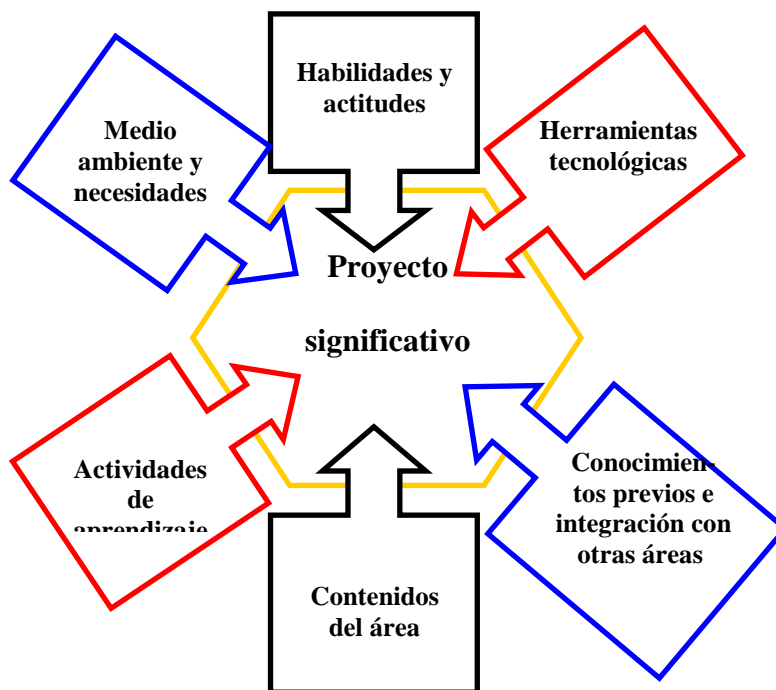 Habilidades y
actitudes
Medio
ambiente y
necesidades
Herramientas
tecnológicas
Proyecto
significativo
Actividades
de
aprendizaje
Conocimien-
tos previos e
integración con
otras áreas
Contenidos
del área